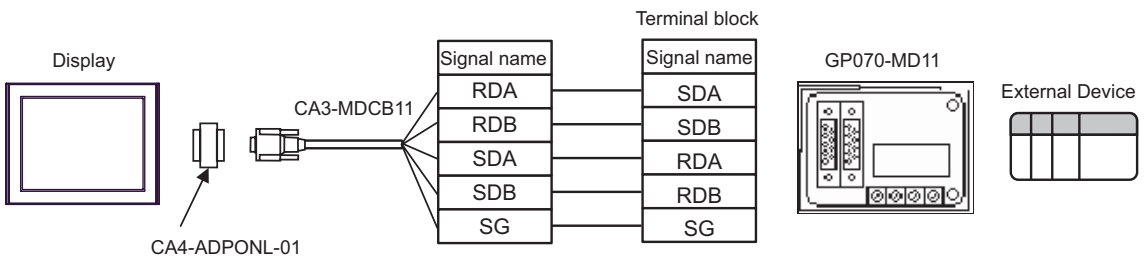 Terminal block
Display
Signal name
Signal name
GP070-MD11
External Device
CA3-MDCB11
RDA
SDA
RDB
SDB
SDA
RDA
SDB
RDB
SG
SG
CA4-ADPONL-01